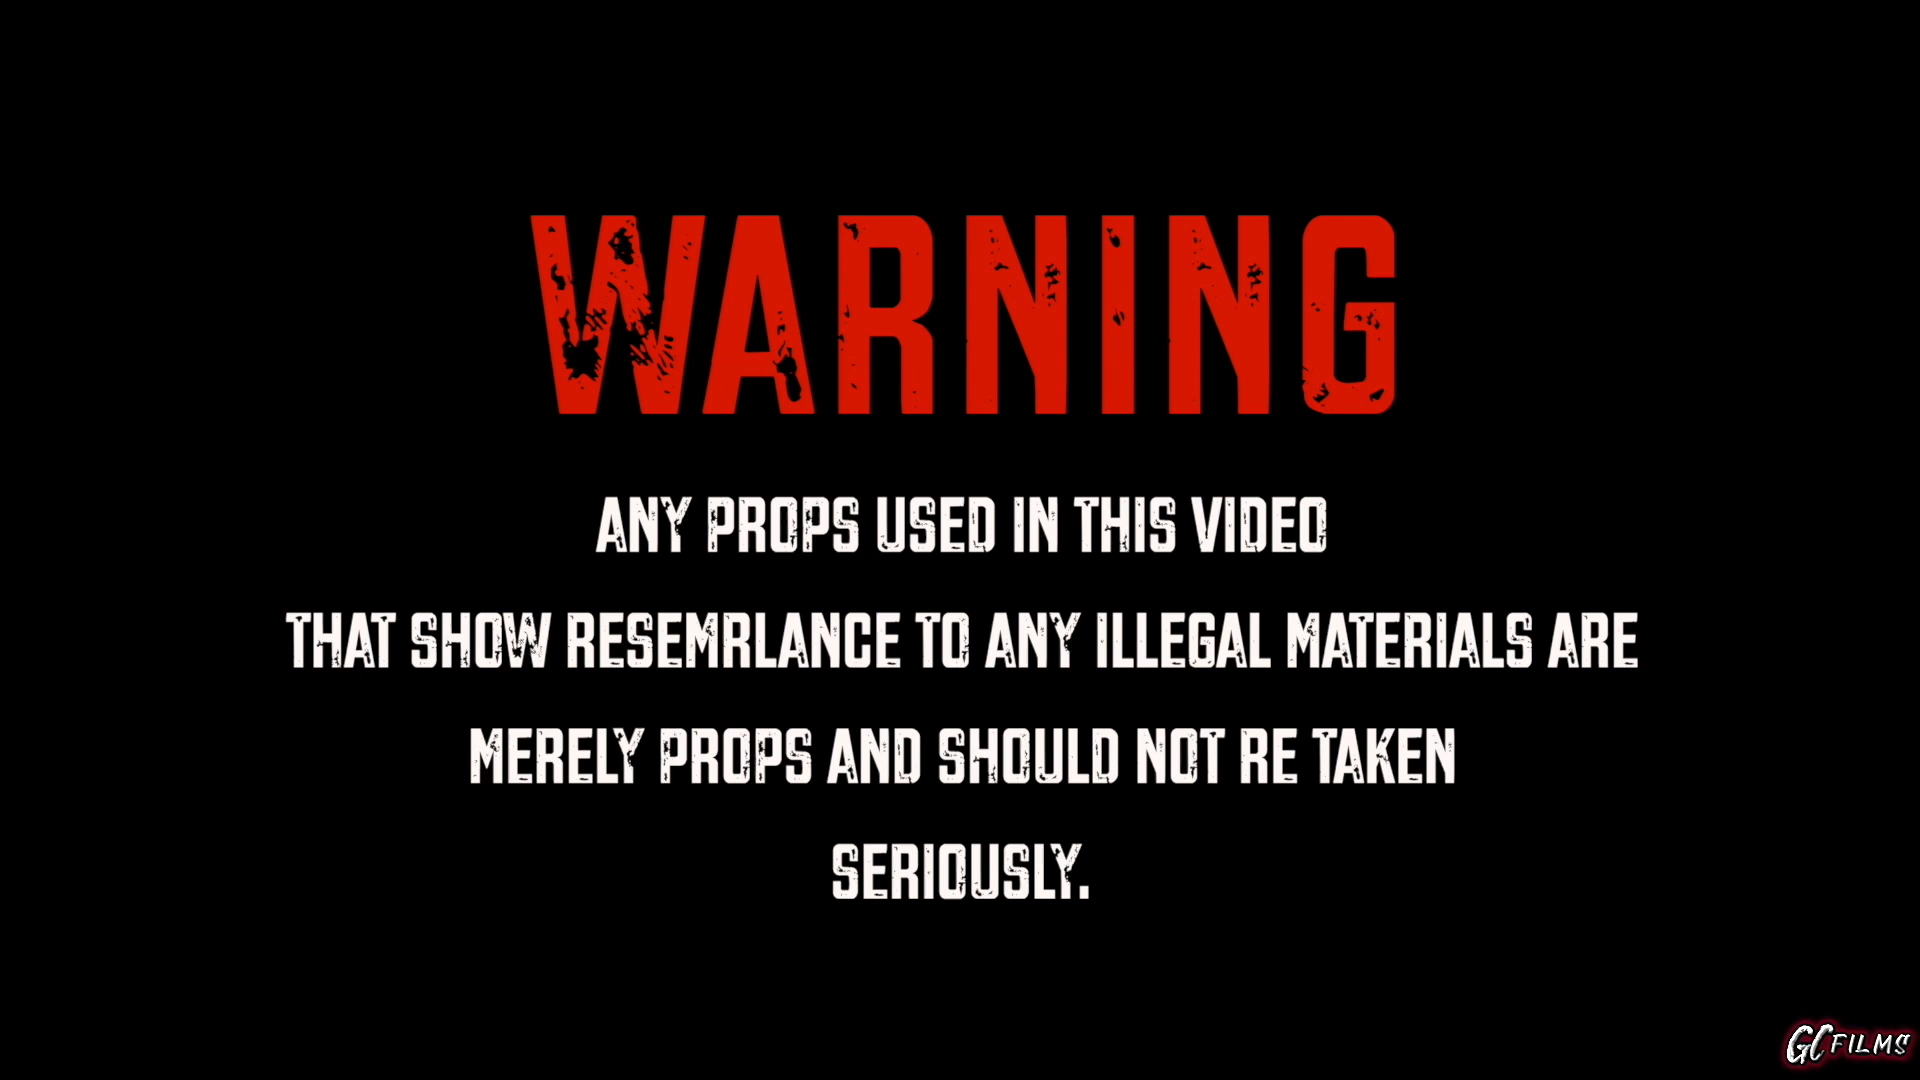 WARNING
ANY PROPS USED IN THIS VIDEO
THAT SHOW RESEMRLANCE TO ANY ILLEGAL MATERIALS ARE
MERELY PROPS AND SHOULD NOT RE TAKEN
SERIOUSLY.
GC FILMS